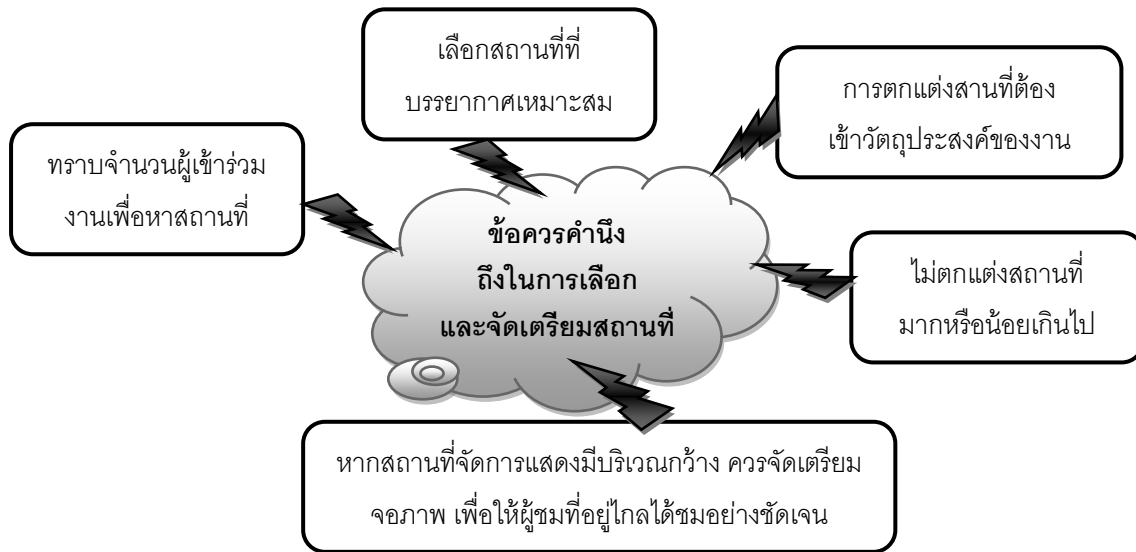 เลือกสถานที่ที่
บรรยากาศเหมาะสม
การตกแต่งสานที่ต้อง
เข้าวัตถุประสงค์ของงาน
ทราบจำนวนผู้เข้าร่วม
งานเพื่อหาสถานที่
ข้อควรคำนึง
ถึงในการเลือก
และจัดเตรียมสถานที่
ไม่ตกแต่งสถานที่
มากหรือน้อยเกินไป
หากสถานที่จัดการแสดงมีบริเวณกว้าง ควรจัดเตรียม
จอภาพ เพื่อให้ผู้ชมที่อยู่ไกลได้ชมอย่างชัดเจน